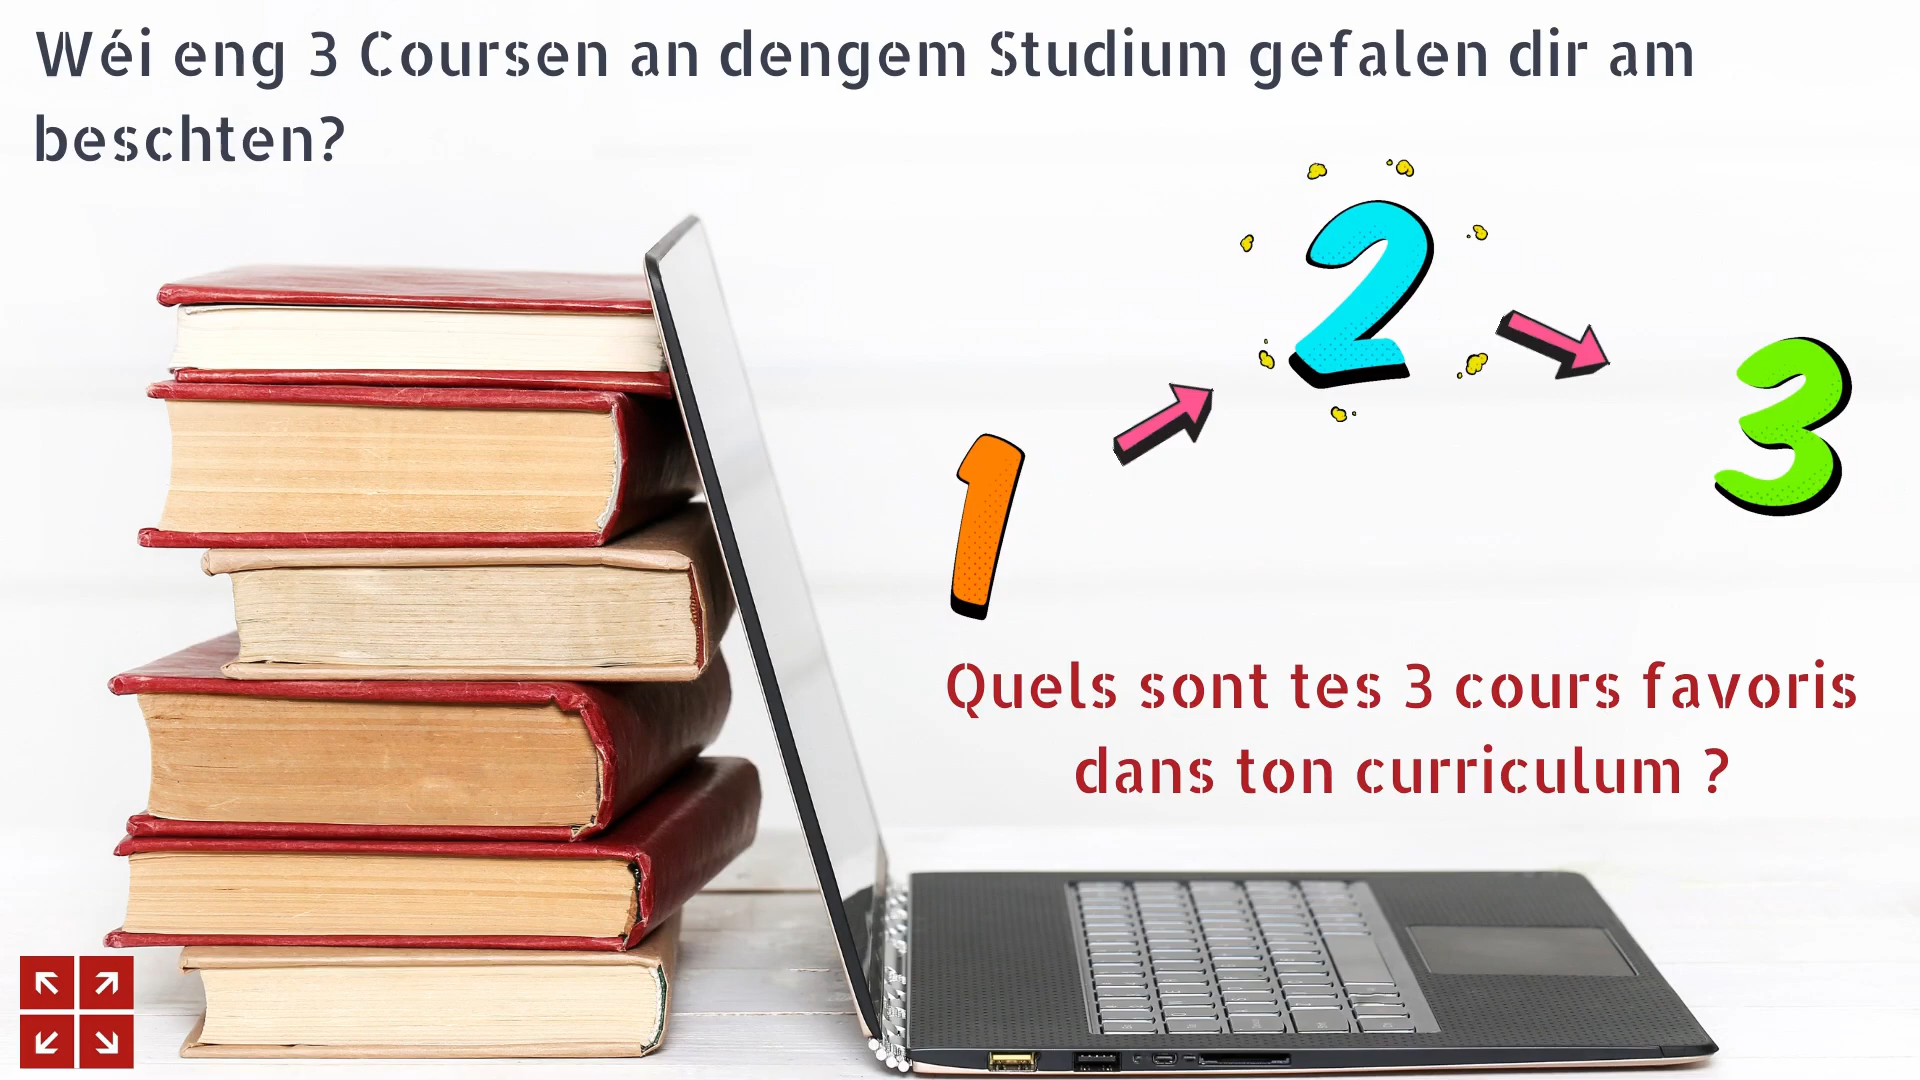 Wéi eng 3 Coursen an dengem Studium gefalen dir am
beschten?
1
2
3
Quels sont tes 3 cours favoris
dans ton curriculum ?